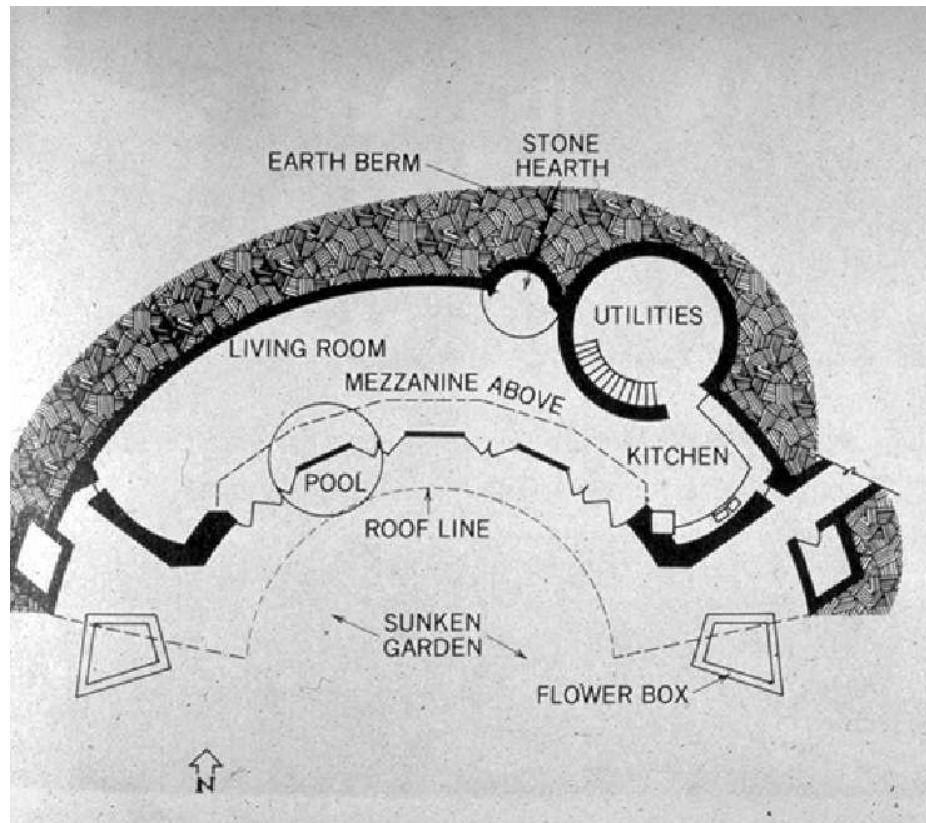 STONE
HEARTH
EARTH BERM
UTILITIES
LIVING ROOM
MEZZANINE ABOVE
KITCHEN
POOL
ROOF LINE
SUNKEN
GARDEN
FLOWER BOX
N